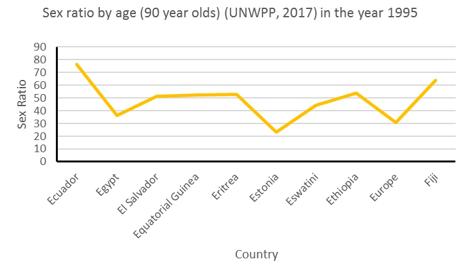 Sex ratio by age (90 year olds) (UNWPP, 2017) in the year 1995
90
80
70
60
50
40
30
20
10
0
Sex Ratio
Ecuador
Egypt
El Salvador
Equatorial Guinea
Eritrea
Estonia
Eswatini
Ethiopia
Europe
Fiji
Country